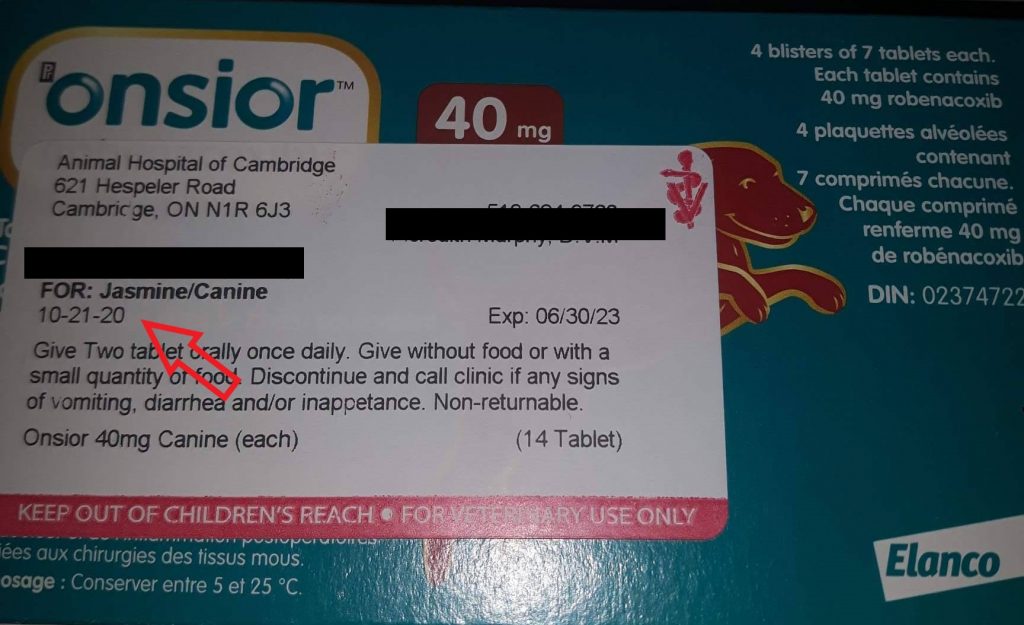 Pr onsior™
40 mg
4 blisters of 7 tablets each.
Each tablet contains
40 mg robenacoxib
4 plaquettes alvéolées
contenant
7 comprimés chacune.
Chaque comprimé
renferme 40 mg
de robénacoxib
DIN: 02374722
Animal Hospital of Cambridge
621 Hespeler Road
Cambridge, ON N1R 6J3
FOR: Jasmine/Canine
10-21-20
Exp: 06/30/23
Give Two tablet orally once daily. Give without food or with a
small quantity of food. Discontinue and call clinic if any signs
of vomiting, diarrhea and/or inappetance. Non-returnable.
Onsior 40mg Canine (each)
(14 Tablet)
KEEP OUT OF CHILDREN'S REACH • FOR VETERINARY USE ONLY
iées aux chirurgies des tissus mous.
osage : Conserver entre 5 et 25 °C.
Elanco